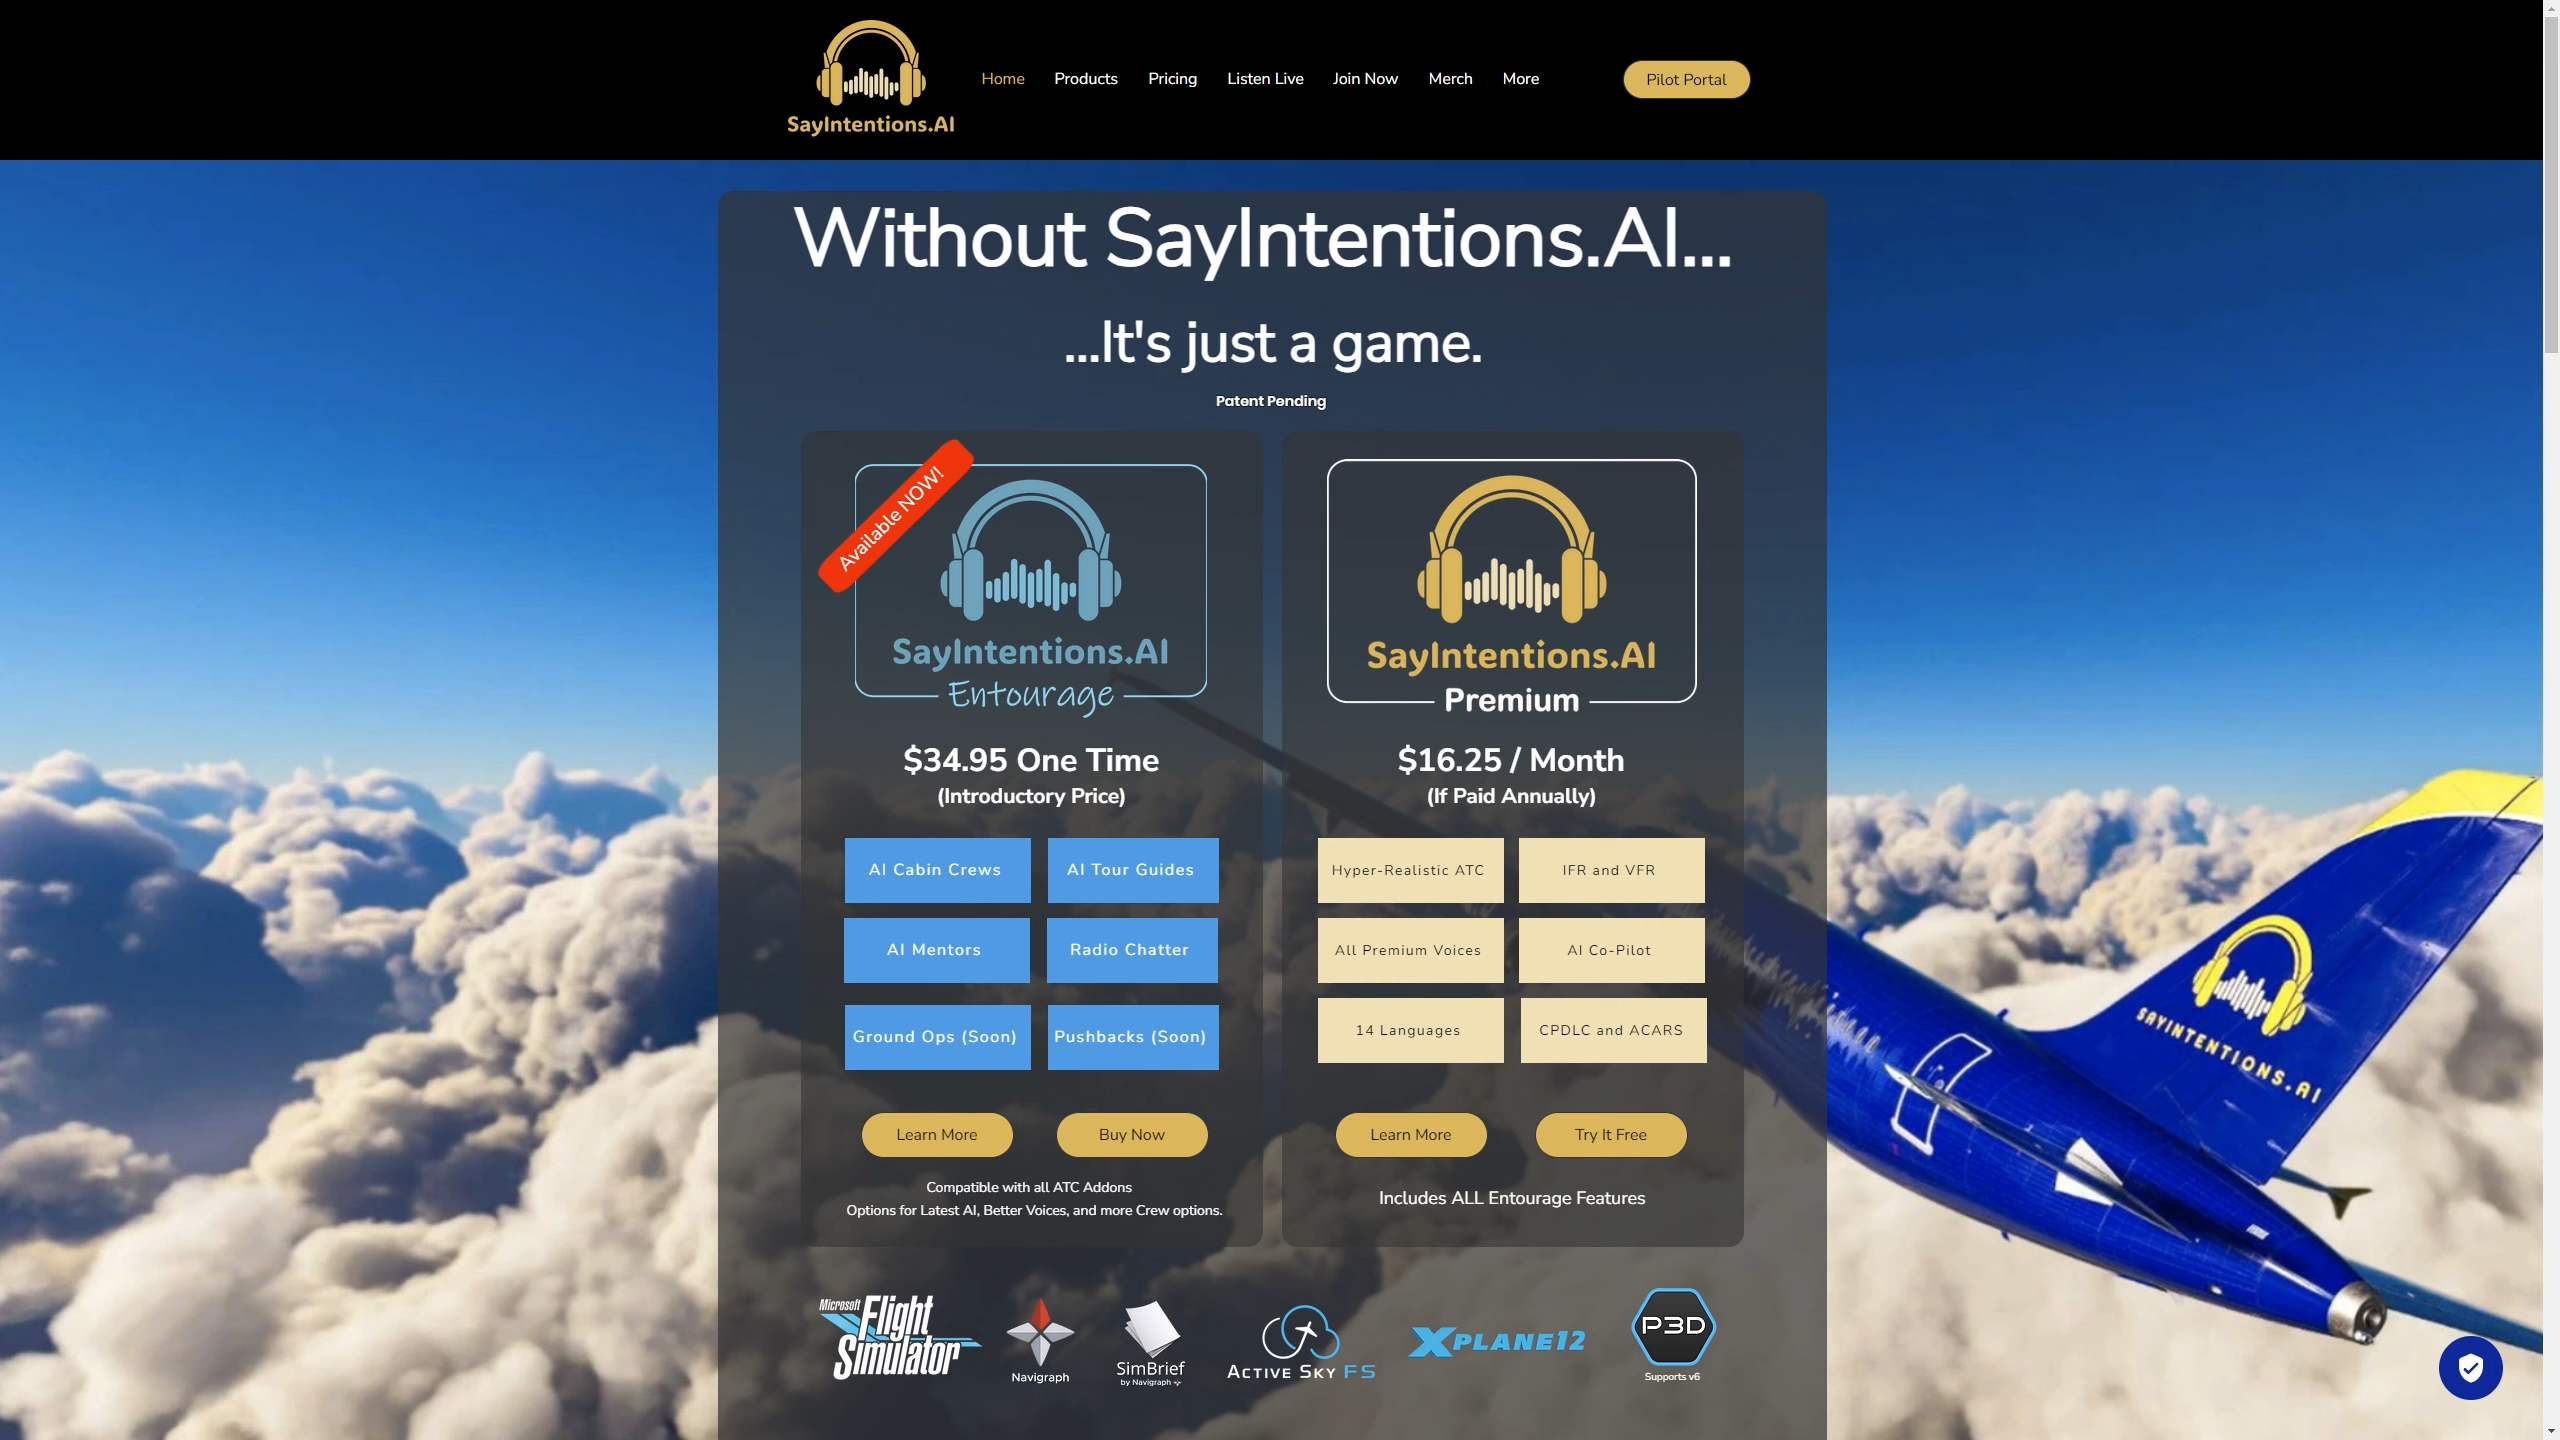 SayIntentions.AI
Home Products Pricing Listen Live Join Now Merch More Pilot Portal
Without SayIntentions.AI...
...It's just a game.
Patent Pending
Available NOW!
SayIntentions.AI
Entourage
$34.95 One Time
(Introductory Price)
AI Cabin Crews AI Tour Guides
AI Mentors Radio Chatter
Ground Ops (Soon) Pushbacks (Soon)
Learn More Buy Now
Compatible with all ATC Addons
Options for Latest AI, Better Voices, and more Crew options.
SayIntentions.AI
Premium
$16.25 / Month
(If Paid Annually)
Hyper-Realistic ATC IFR and VFR
All Premium Voices AI Co-Pilot
14 Languages CPDLC and ACARS
Learn More Try It Free
Includes ALL Entourage Features
SAYINTENTIONS.AI
Microsoft
Flight
Simulator
Navigraph
SimBrief
by Navigraph
ACTIVE SKY FS
XPLANE12
P3D
Supports v6